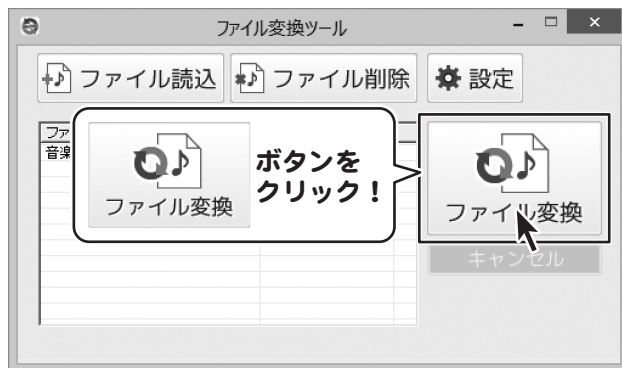 ファイル変換ツール
ファイル読込
ファイル削除
設定
ファ
音楽
ファイル変換
ボタンを
クリック!
ファイル変換
キャンセル